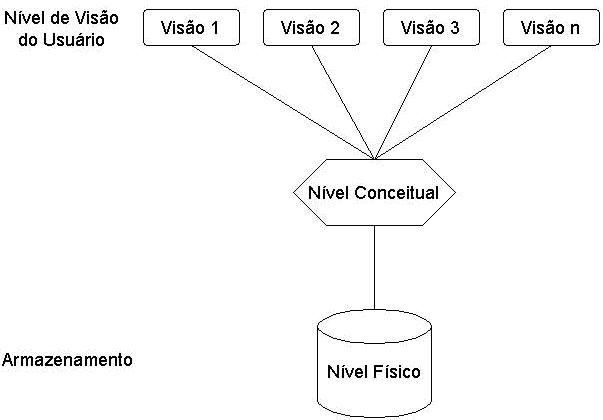 Nível de Visão
do Usuário
Visão 1
Visão 2
Visão 3
Visão n
Nível Conceitual
Armazenamento
Nível Físico